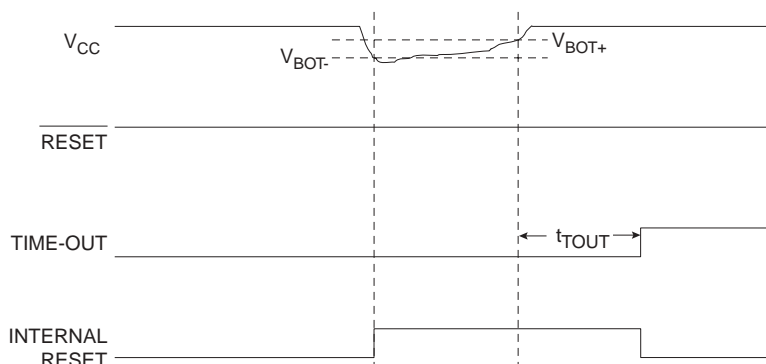 VCC
VBOT-
VBOT+
RESET
TIME-OUT
tTOUT
INTERNAL
RESET